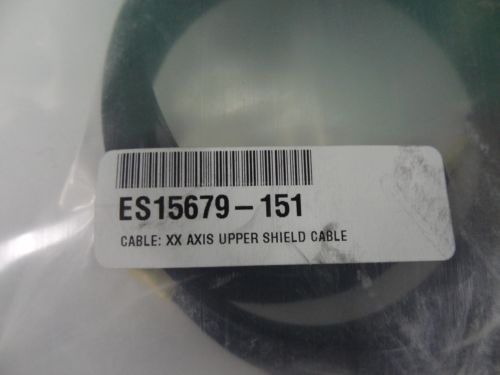 ES15679-151
CABLE: XX AXIS UPPER SHIELD CABLE